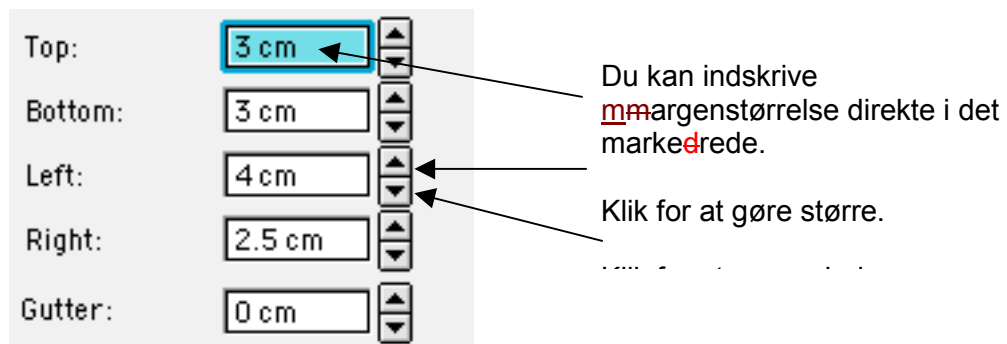 Top: 3 cm
Bottom: 3 cm
Left: 4 cm
Right: 2.5 cm
Gutter: 0 cm
Du kan indskrive
mmargenstørrelse direkte i det
markedrede.
Klik for at gøre større.